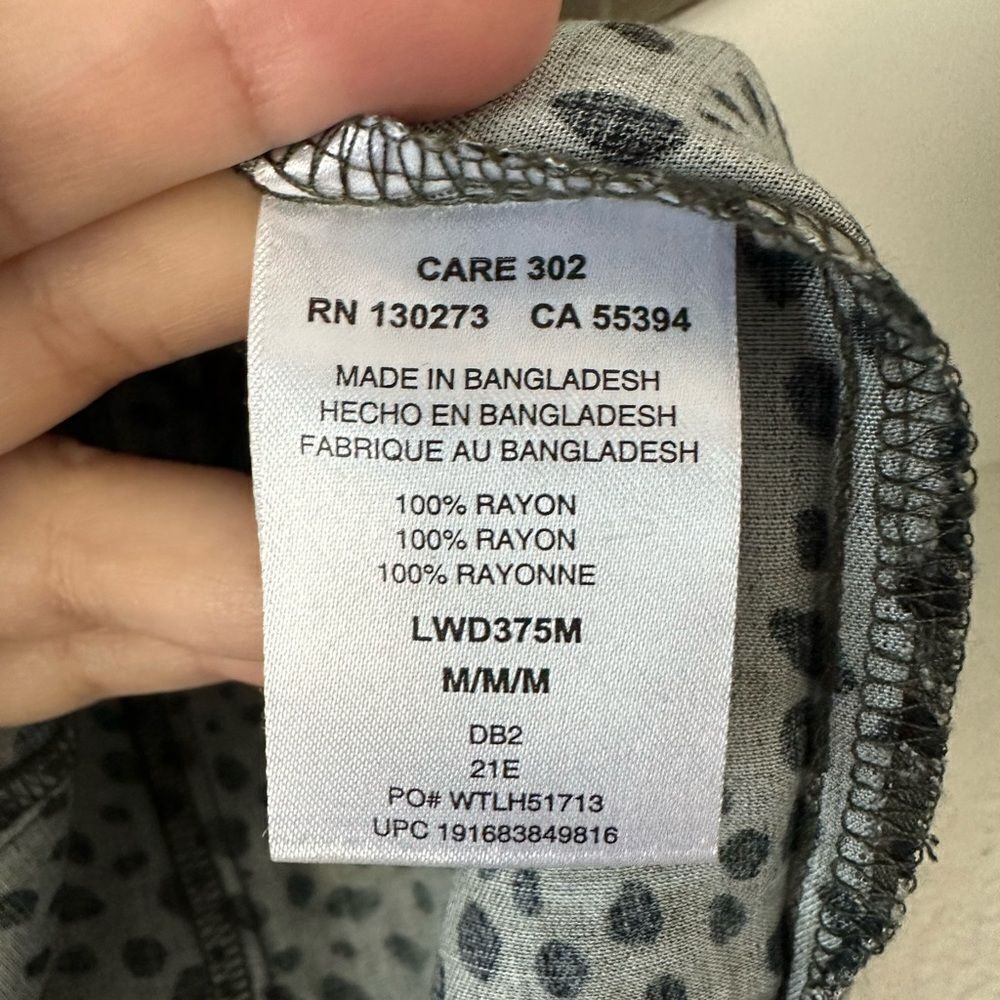 CARE 302
RN 130273 CA 55394
MADE IN BANGLADESH
HECHO EN BANGLADESH
FABRIQUE AU BANGLADESH
100% RAYON
100% RAYON
100% RAYONNE
LWD375M
M/M/M
DB2
21E
PO# WTLH51713
UPC 191683849816